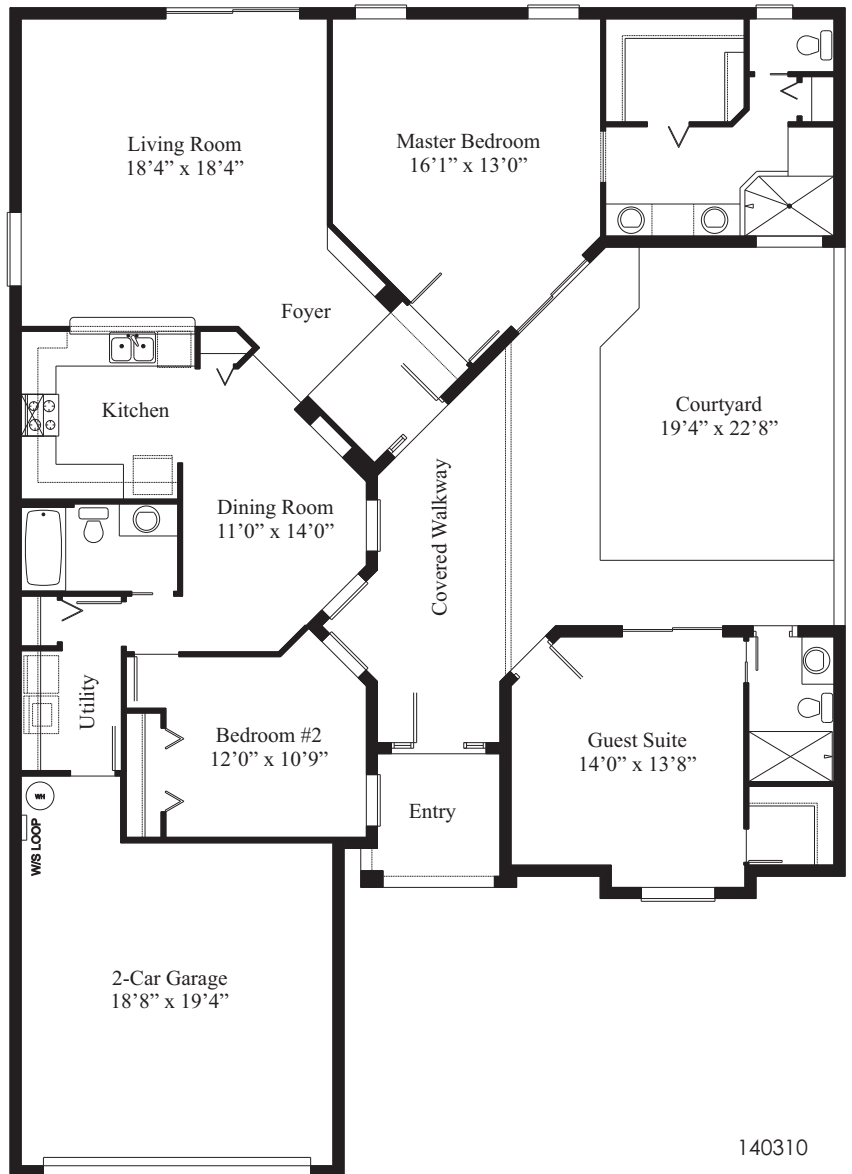 Living Room
18'4” x 18'4”
Master Bedroom
16'1” x 13'0”
Foyer
Kitchen
Courtyard
19'4” x 22'8”
Dining Room
11'0” x 14'0”
Covered Walkway
Utility
Bedroom #2
12'0” x 10'9”
Guest Suite
14'0” x 13'8”
Entry
WH
W/S LOOP
2-Car Garage
18'8” x 19'4”
140310